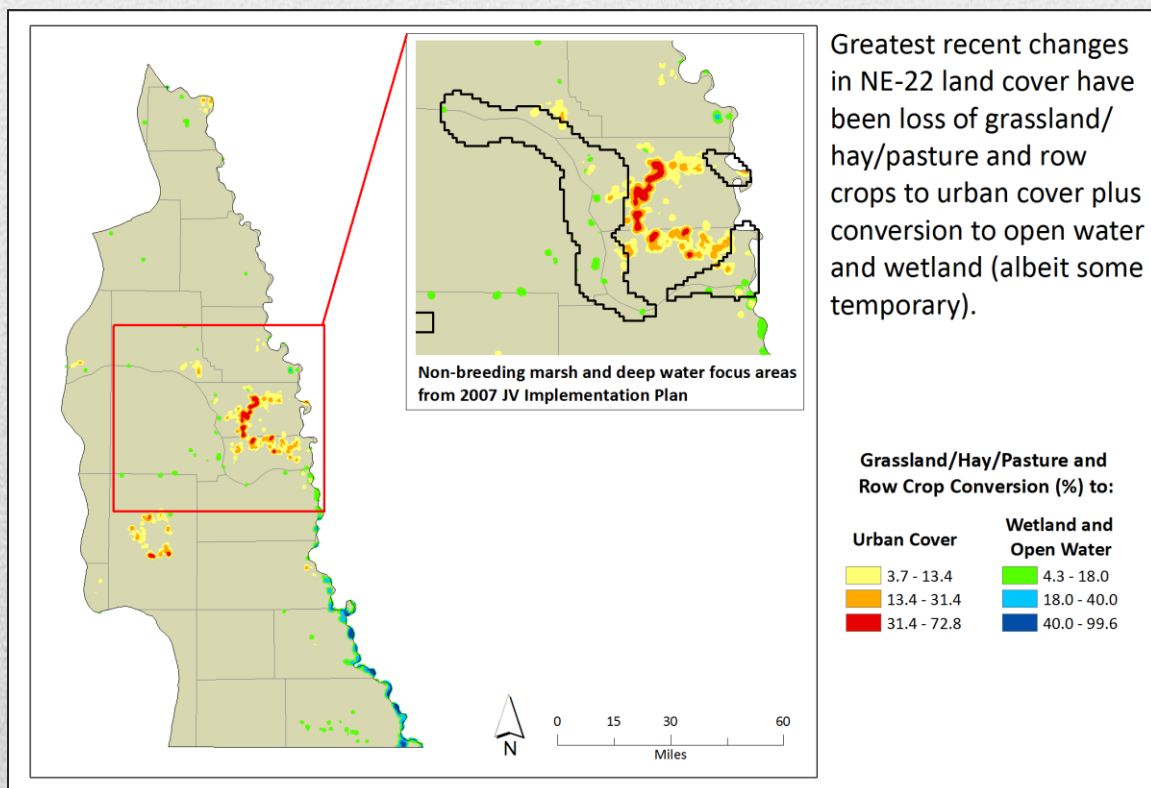 Greatest recent changes
in NE-22 land cover have
been loss of grassland/
hay/pasture and row
crops to urban cover plus
conversion to open water
and wetland (albeit some
temporary).
Non-breeding marsh and deep water focus areas
from 2007 JV Implementation Plan
Grassland/Hay/Pasture and
Row Crop Conversion (%) to:
Urban Cover
3.7 - 13.4
13.4 - 31.4
31.4 - 72.8
Wetland and
Open Water
4.3 - 18.0
18.0 - 40.0
40.0 - 99.6
N
0 15 30 60
Miles